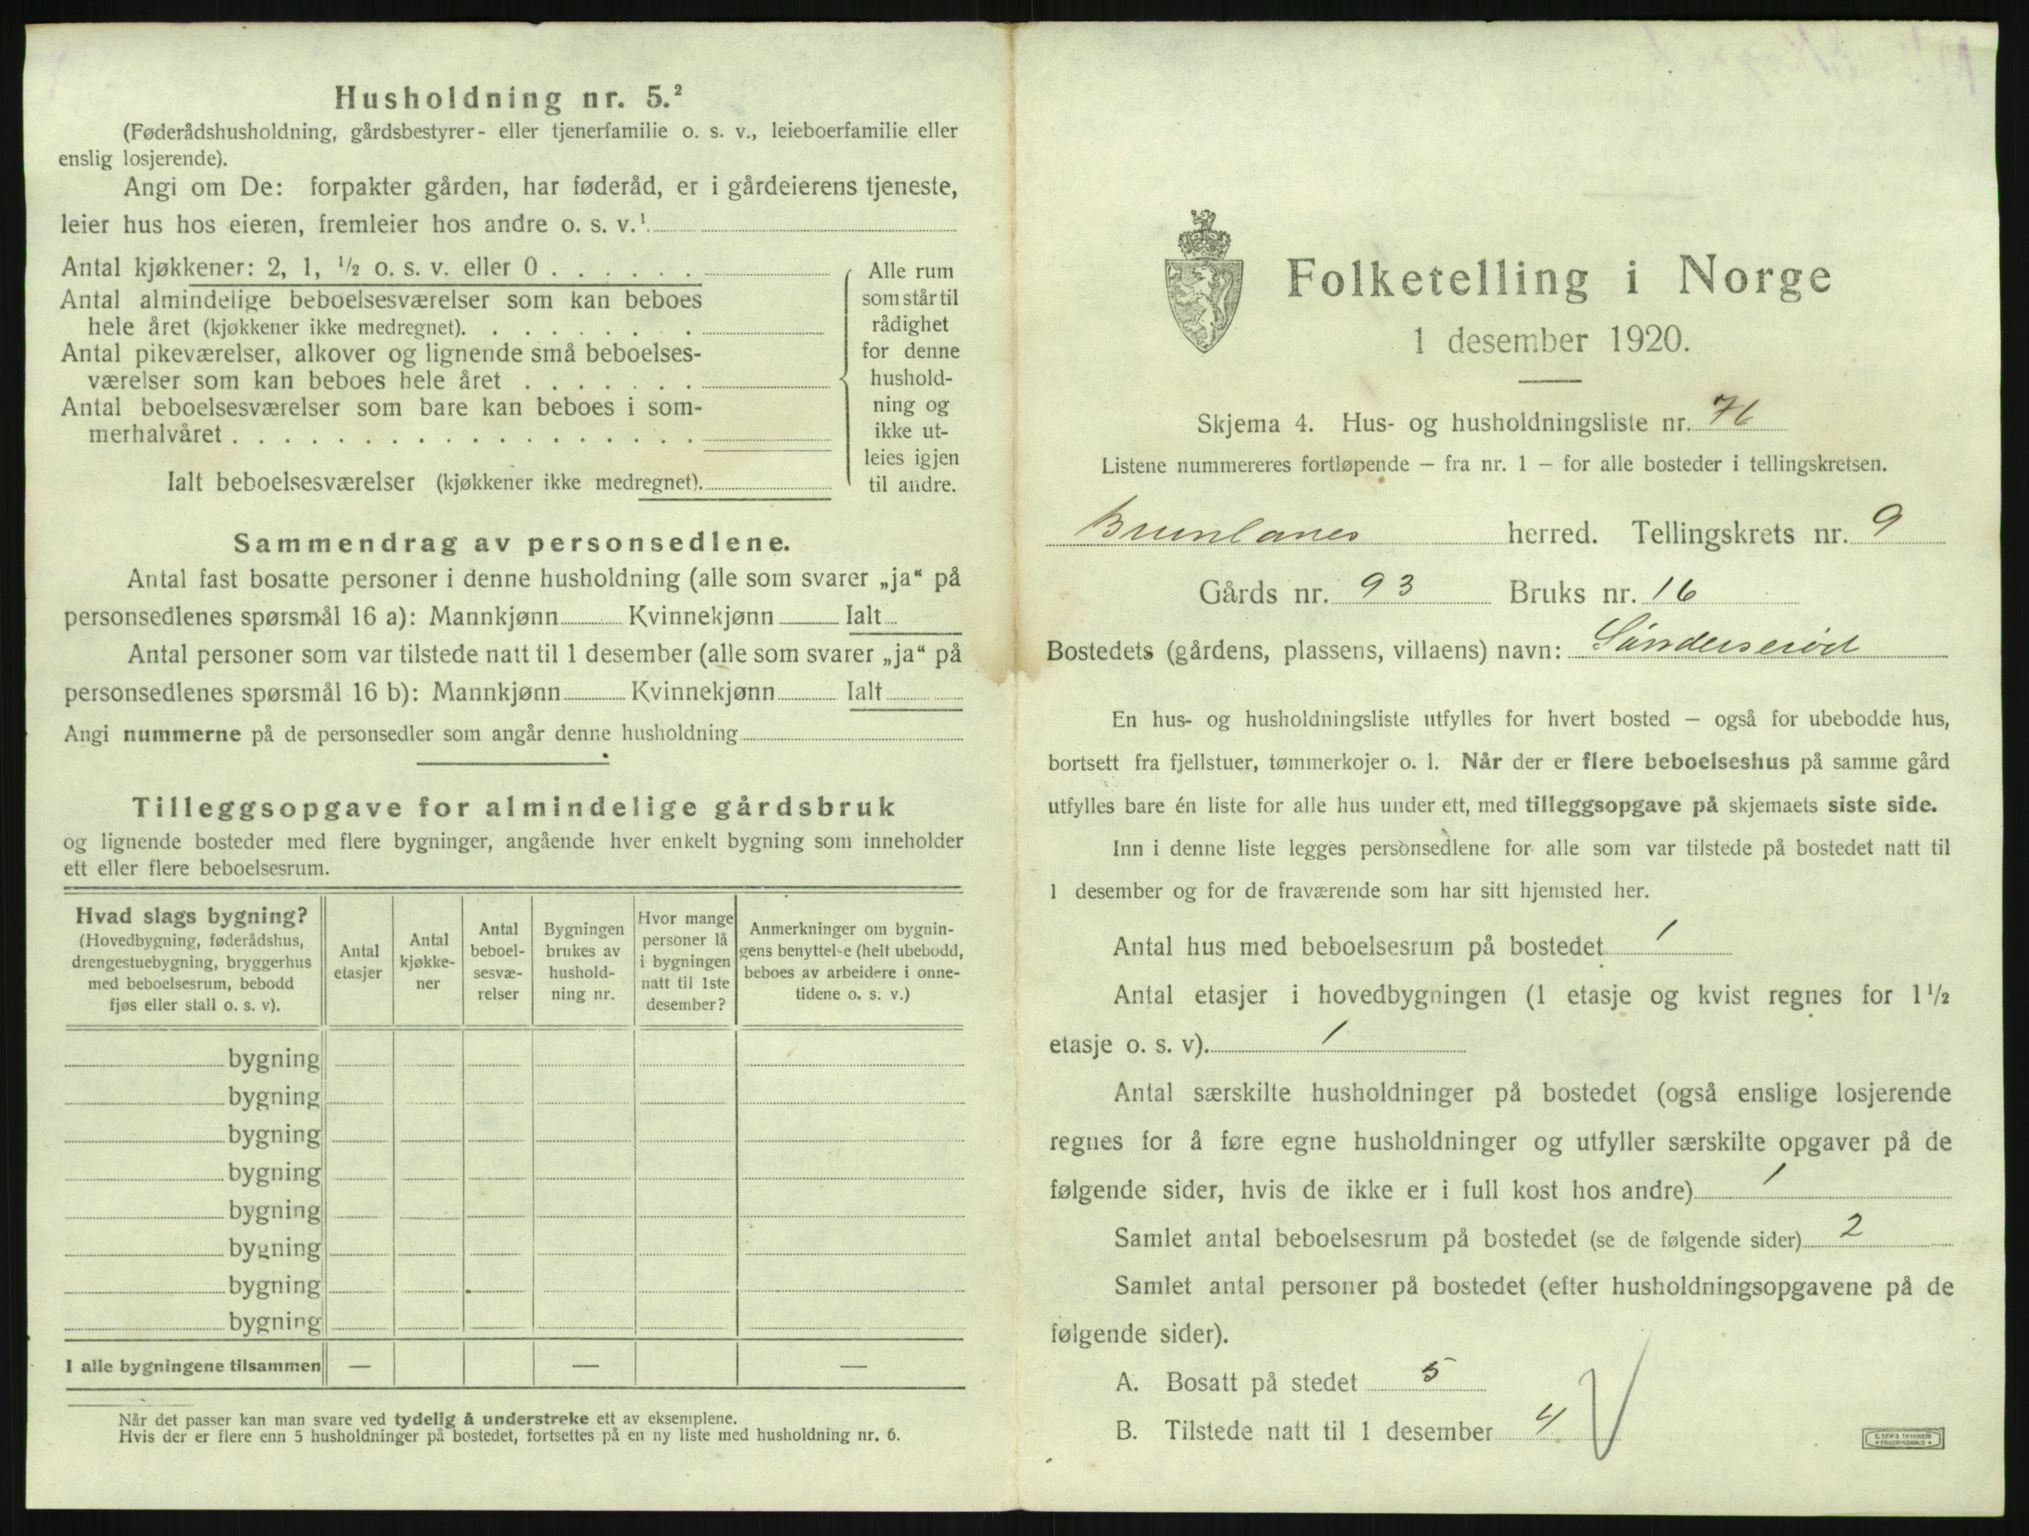 Husholdning nr. 5.²
(Føderådshusholdning, gårdsbestyrer- eller tjenerfamilie o. s. v., leieboerfamilie eller
enslig losjerende).
Angi om De: forpakter gården, har føderåd, er i gårdeierens tjeneste,
leier hus hos eieren, fremleier hos andre o. s. v.¹
Antal kjøkkener: 2, 1, ½ o. s. v. eller 0 . . . . . .
Antal almindelige beboelsesværelser som kan beboes
hele året (kjøkkener ikke medregnet). . . . . . . .
Antal pikeværelser, alkover og lignende små beboelses-
værelser som kan beboes hele året . . . . . . .
Antal beboelsesværelser som bare kan beboes i som-
merhalvåret . . . . . . . . . . . . . . . . . .
Ialt beboelsesværelser (kjøkkener ikke medregnet).
Alle rum
som står til
rådighet
for denne
hushold-
ning og
ikke ut-
leies igjen
til andre.
Sammendrag av personsedlene.
Antal fast bosatte personer i denne husholdning (alle som svarer „ja“ på
personsedlenes spørsmål 16 a): Mannkjønn Kvinnekjønn Ialt
Antal personer som var tilstede natt til 1 desember (alle som svarer „ja“ på
personsedlenes spørsmål 16 b): Mannkjønn Kvinnekjønn Ialt
Angi nummerne på de personsedler som angår denne husholdning
Tilleggsopgave for almindelige gårdsbruk
og lignende bosteder med flere bygninger, angående hver enkelt bygning som inneholder
ett eller flere beboelsesrum.
Hvad slags bygning?
(Hovedbygning, føderådshus,
drengestuebygning, bryggerhus
med beboelsesrum, bebodd
fjøs eller stall o. s. v).
Antal
etasjer
Antal
kjøkke-
ner
Antal
beboel-
sesvæ-
relser
Bygningen
brukes av
hushold-
ning nr.
Hvor mange
personer lå
i bygningen
natt til 1ste
desember?
Anmerkninger om bygnin-
gens benyttelse (helt ubebodd,
beboes av arbeidere i onne-
tidene o. s. v.)
bygning
bygning
bygning
bygning
bygning
bygning
bygning
bygning
I alle bygningene tilsammen — — —
Når det passer kan man svare ved tydelig å understreke ett av eksemplene.
Hvis der er flere enn 5 husholdninger på bostedet, fortsettes på en ny liste med husholdning nr. 6.
Folketelling i Norge
1 desember 1920.
Skjema 4. Hus- og husholdningsliste nr. 76
Listene nummereres fortløpende – fra nr. 1 – for alle bosteder i tellingskretsen.
Brunlanes herred. Tellingskrets nr. 9
Gårds nr. 93 Bruks nr. 16
Bostedets (gårdens, plassens, villaens) navn: Sønderserød
En hus- og husholdningsliste utfylles for hvert bosted – også for ubebodde hus,
bortsett fra fjellstuer, tømmerkojer o. l. Når der er flere beboelseshus på samme gård
utfylles bare én liste for alle hus under ett, med tilleggsopgave på skjemaets siste side.
Inn i denne liste legges personsedlene for alle som var tilstede på bostedet natt til
1 desember og for de fraværende som har sitt hjemsted her.
Antal hus med beboelsesrum på bostedet 1
Antal etasjer i hovedbygningen (1 etasje og kvist regnes for 1½
etasje o. s. v). 1
Antal særskilte husholdninger på bostedet (også enslige losjerende
regnes for å føre egne husholdninger og utfyller særskilte opgaver på de
følgende sider, hvis de ikke er i full kost hos andre) 1
Samlet antal beboelsesrum på bostedet (se de følgende sider) 2
Samlet antal personer på bostedet (efter husholdningsopgavene på de
følgende sider).
A. Bosatt på stedet 5
B. Tilstede natt til 1 desember 4